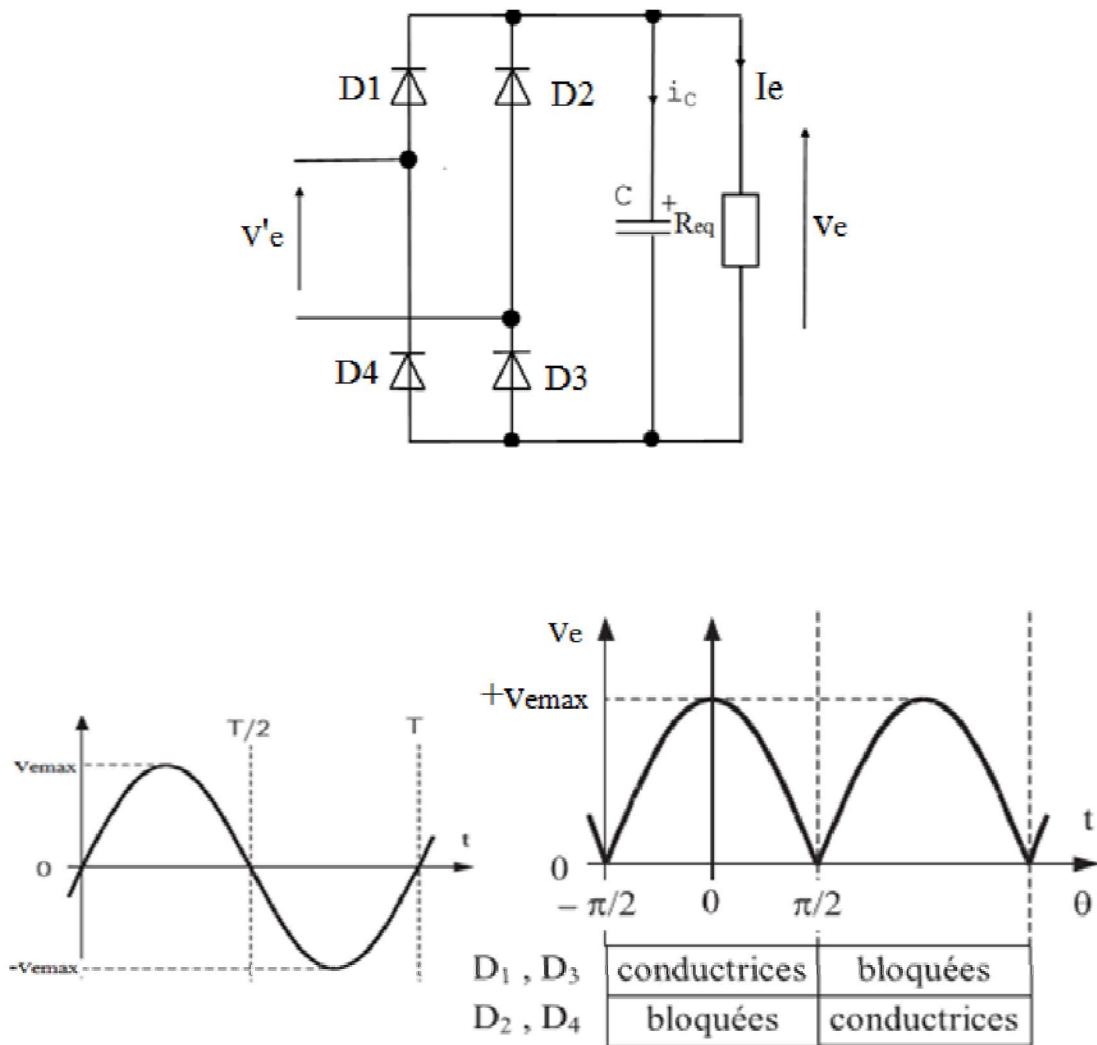 D1
D2
i_C
Ie
V'e
C
+
Req
Ve
D4
D3
Vemax
T/2
T
t
0
-Vemax
Ve
+Vemax
t
0
− π/2
0
π/2
θ
D₁ , D₃ conductrices bloquées
D₂ , D₄ bloquées conductrices